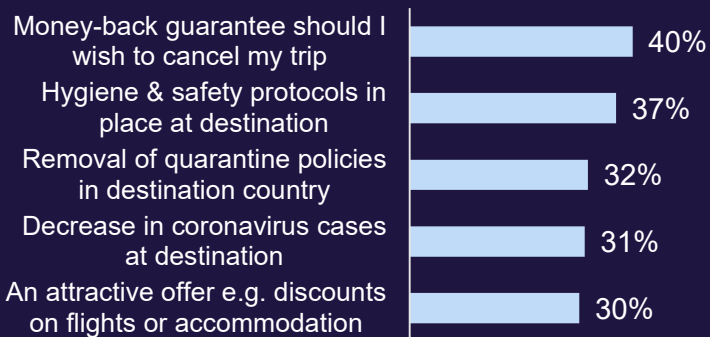 Money-back guarantee should I
wish to cancel my trip
40%
Hygiene & safety protocols in
place at destination
37%
Removal of quarantine policies
in destination country
32%
Decrease in coronavirus cases
at destination
31%
An attractive offer e.g. discounts
on flights or accommodation
30%